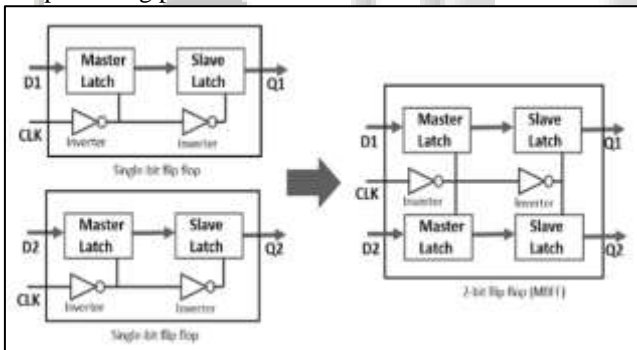 Master
Latch
Slave
Latch
D1
Q1
CLK
Inverter
Inverter
Single-bit flip flop
Master
Latch
Slave
Latch
D2
Q2
CLK
Inverter
Inverter
Single-bit flip flop
Master
Latch
Slave
Latch
D1
Q1
CLK
Inverter
Inverter
Master
Latch
Slave
Latch
D2
Q2
2-bit flip flop (MBFF)